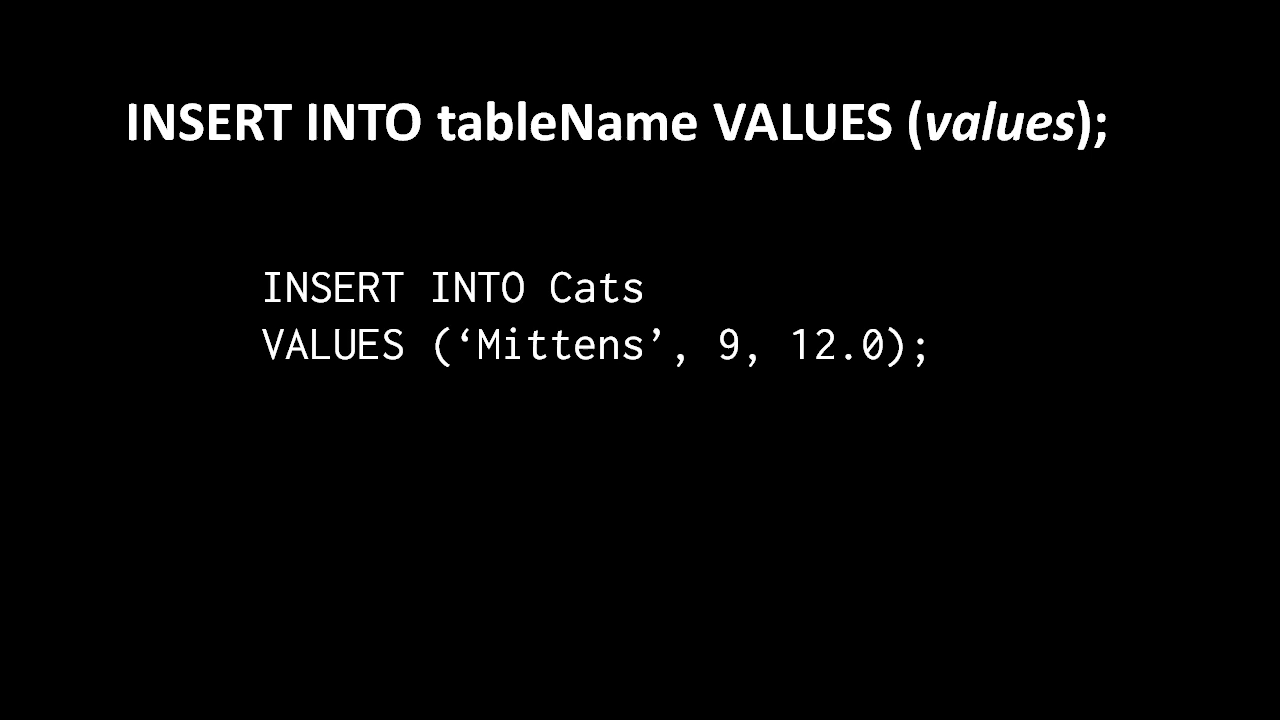 INSERT INTO tableName VALUES (values);
INSERT INTO Cats
VALUES (‘Mittens’, 9, 12.0);